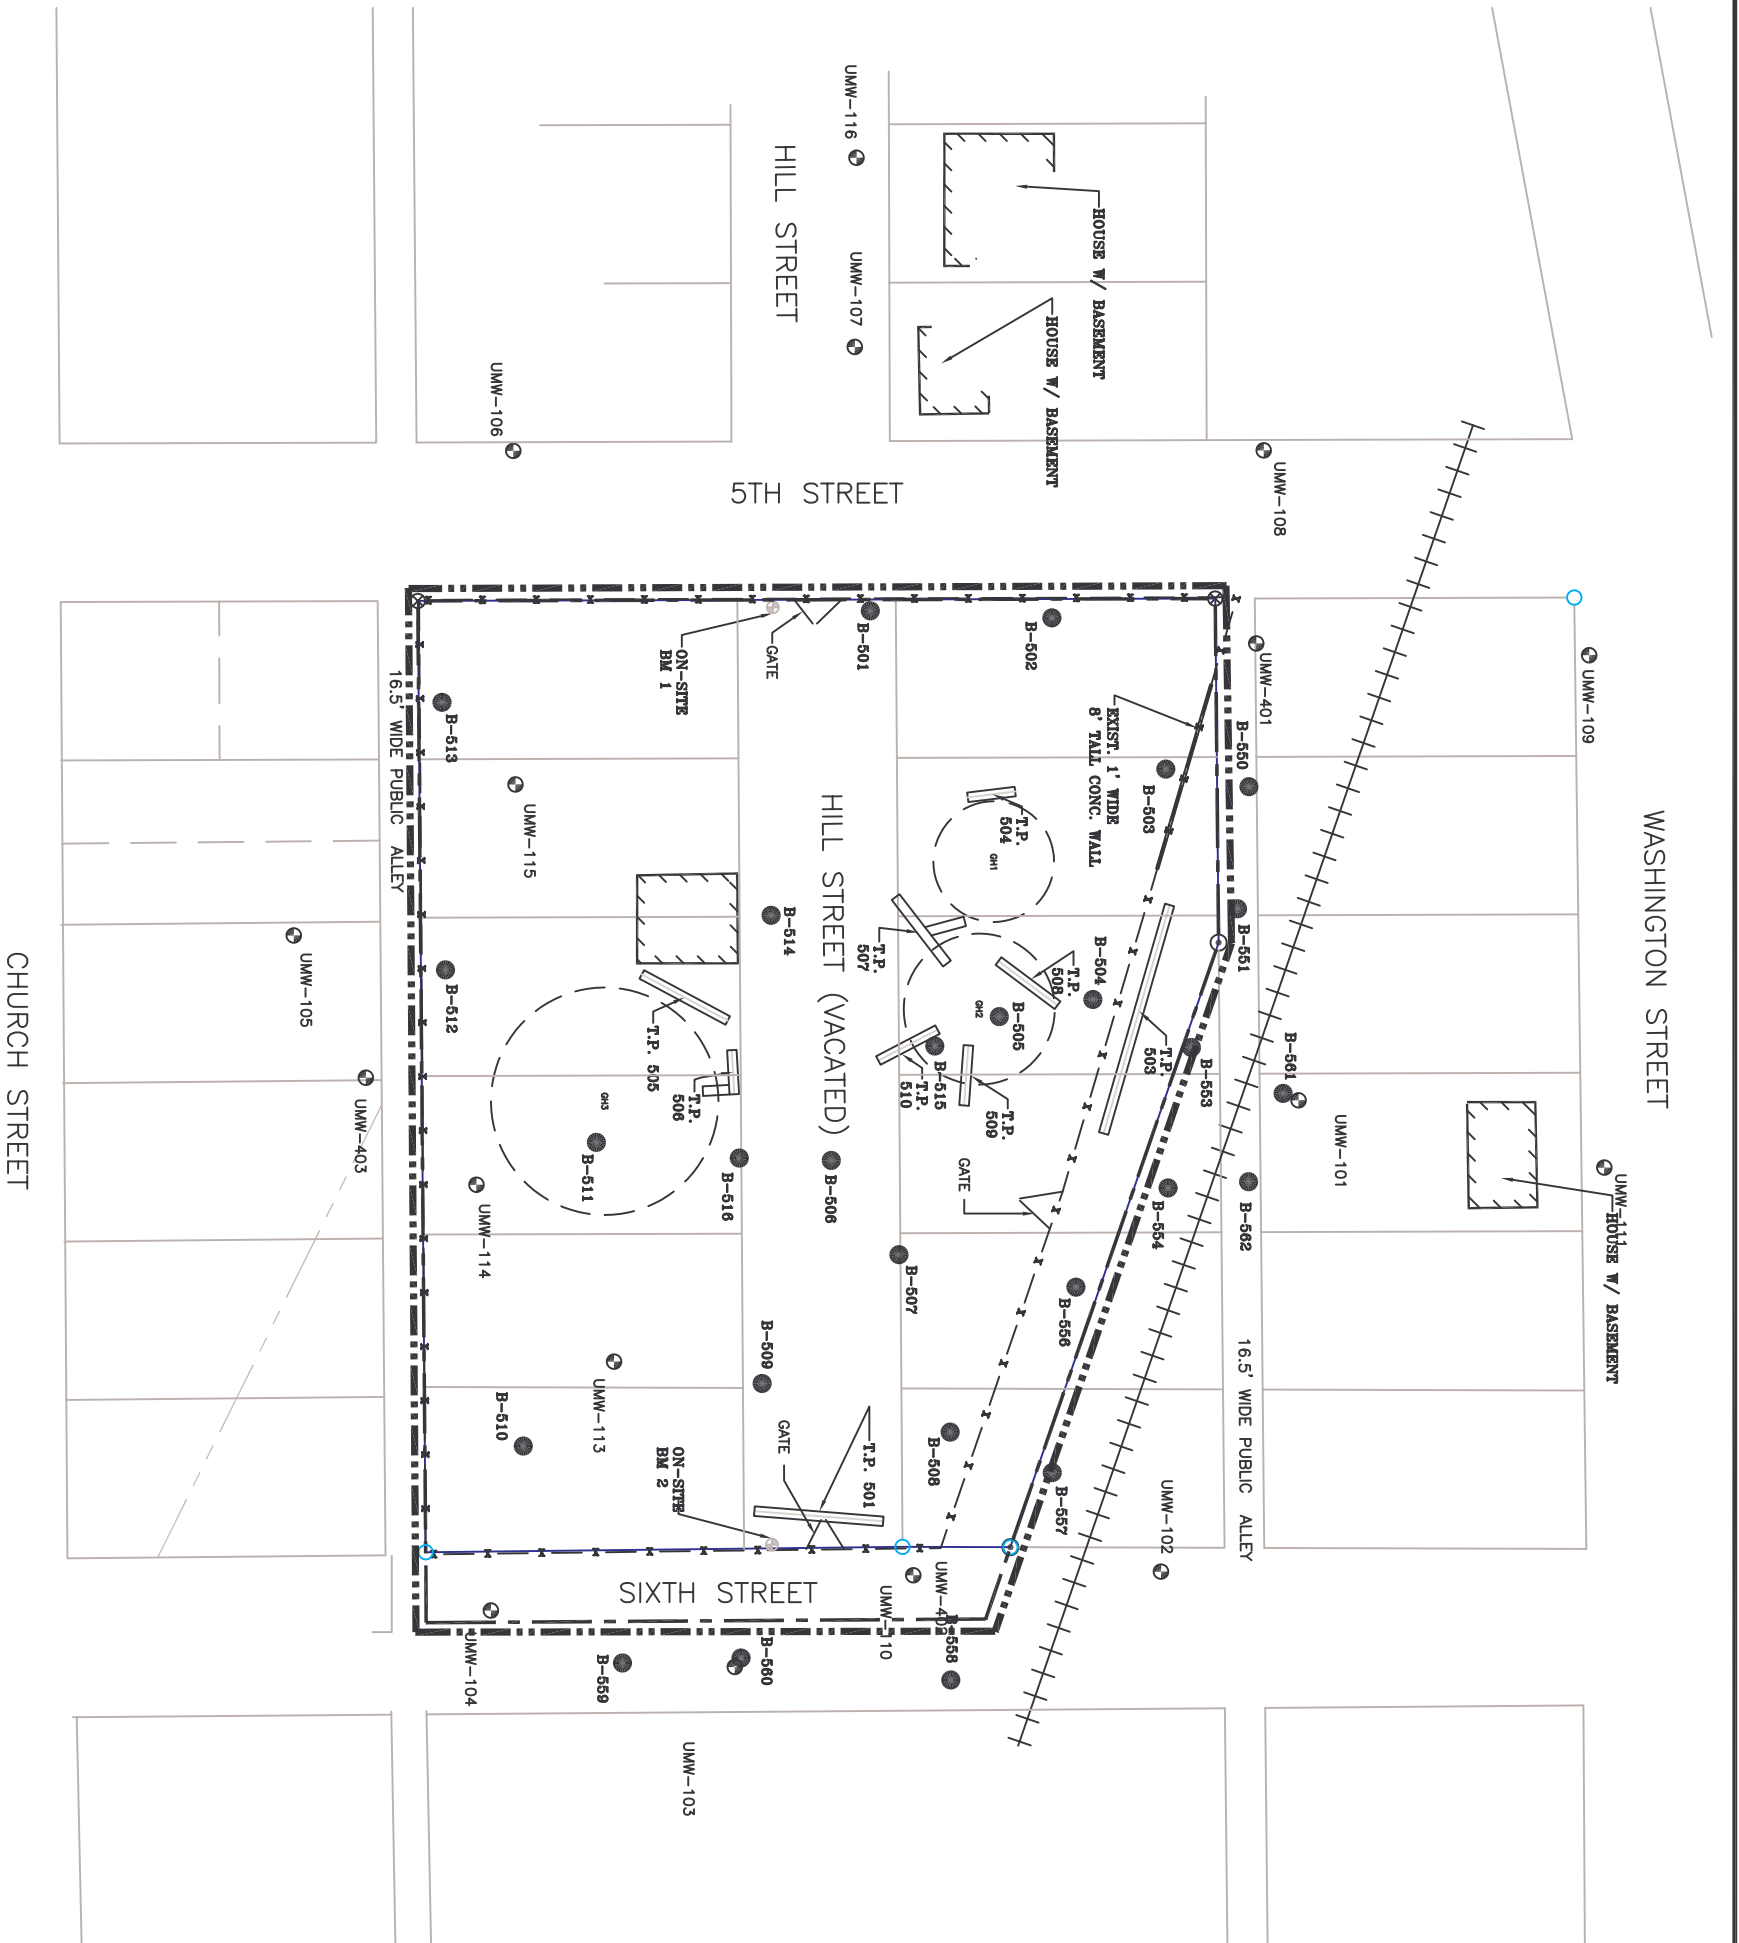 UMW-116
HILL STREET
HOUSE W/ BASEMENT
UMW-107
HOUSE W/ BASEMENT
UMW-106
UMW-108
5TH STREET
ON-SITE
BM 1
GATE
B-501
B-502
UMW-401
UMW-109
16.5' WIDE PUBLIC ALLEY
B-513
EXIST. 1' WIDE
8' TALL CONC. WALL
B-550
B-503
UMW-115
HILL STREET (VACATED)
T.P.
504
GH1
WASHINGTON STREET
B-514
T.P.
507
T.P.
508
B-504
B-551
CHURCH STREET
UMW-105
B-512
GH2
B-505
T.P. 505
T.P.
506
B-515
T.P.
510
T.P.
509
T.P.
503
B-553
B-561
UMW-403
GH3
B-511
B-516
B-506
GATE
B-554
B-562
UMW-101
UMW-111
HOUSE W/ BASEMENT
UMW-114
B-507
B-556
B-509
16.5' WIDE PUBLIC ALLEY
B-510
UMW-113
ON-SITE
BM 2
GATE
T.P. 501
B-508
B-557
UMW-102
SIXTH STREET
UMW-110
UMW-402
B-558
UMW-104
B-559
B-560
UMW-103